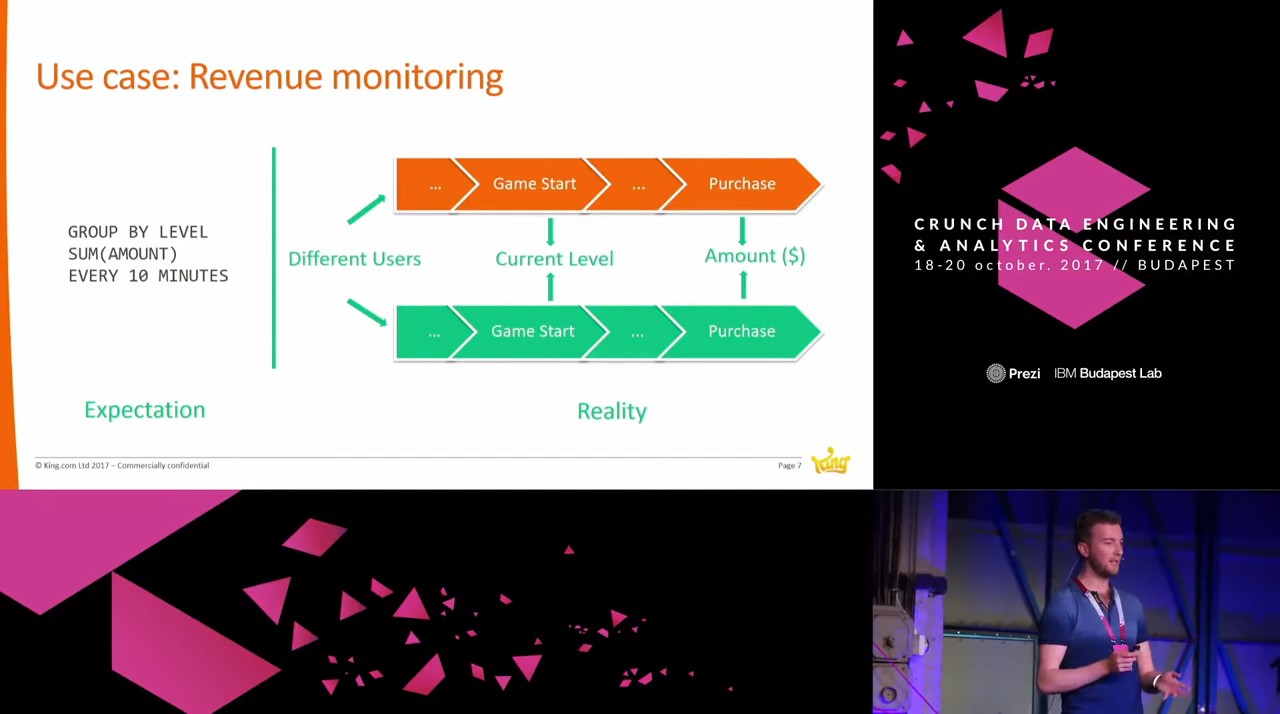 Use case: Revenue monitoring
GROUP BY LEVEL
SUM(AMOUNT)
EVERY 10 MINUTES
Expectation
... Game Start ... Purchase
Different Users
Current Level
Amount ($)
... Game Start ... Purchase
Reality
© King.com Ltd 2017 – Commercially confidential
Page 7
King
CRUNCH DATA ENGINEERING
& ANALYTICS CONFERENCE
18-20 october. 2017 // BUDAPEST
Prezi IBM Budapest Lab